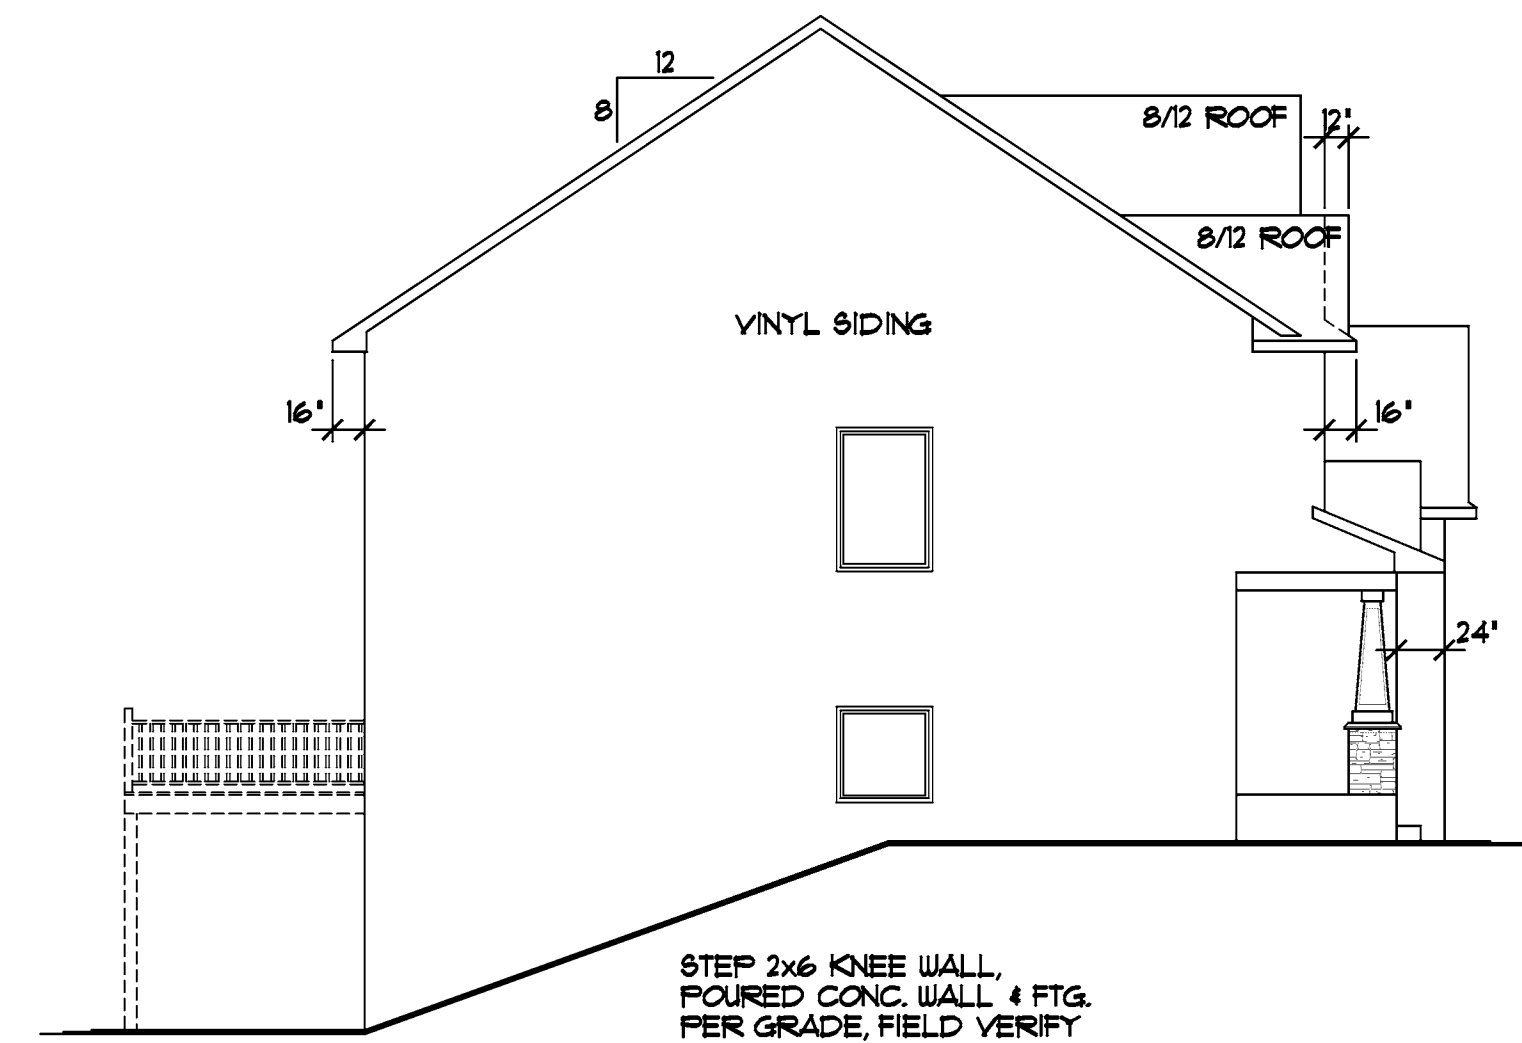 12
8
8/12 ROOF
12"
8/12 ROOF
VINYL SIDING
16"
16"
24"
STEP 2x6 KNEE WALL,
POURED CONC. WALL & FTG.
PER GRADE, FIELD VERIFY